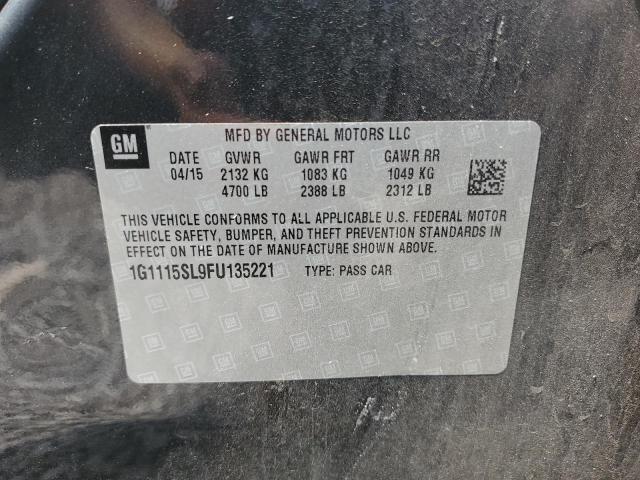 GM
MFD BY GENERAL MOTORS LLC
DATE GVWR GAWR FRT GAWR RR
04/15 2132 KG 1083 KG 1049 KG
4700 LB 2388 LB 2312 LB
THIS VEHICLE CONFORMS TO ALL APPLICABLE U.S. FEDERAL MOTOR
VEHICLE SAFETY, BUMPER, AND THEFT PREVENTION STANDARDS IN
EFFECT ON THE DATE OF MANUFACTURE SHOWN ABOVE.
1G1115SL9FU135221 TYPE: PASS CAR